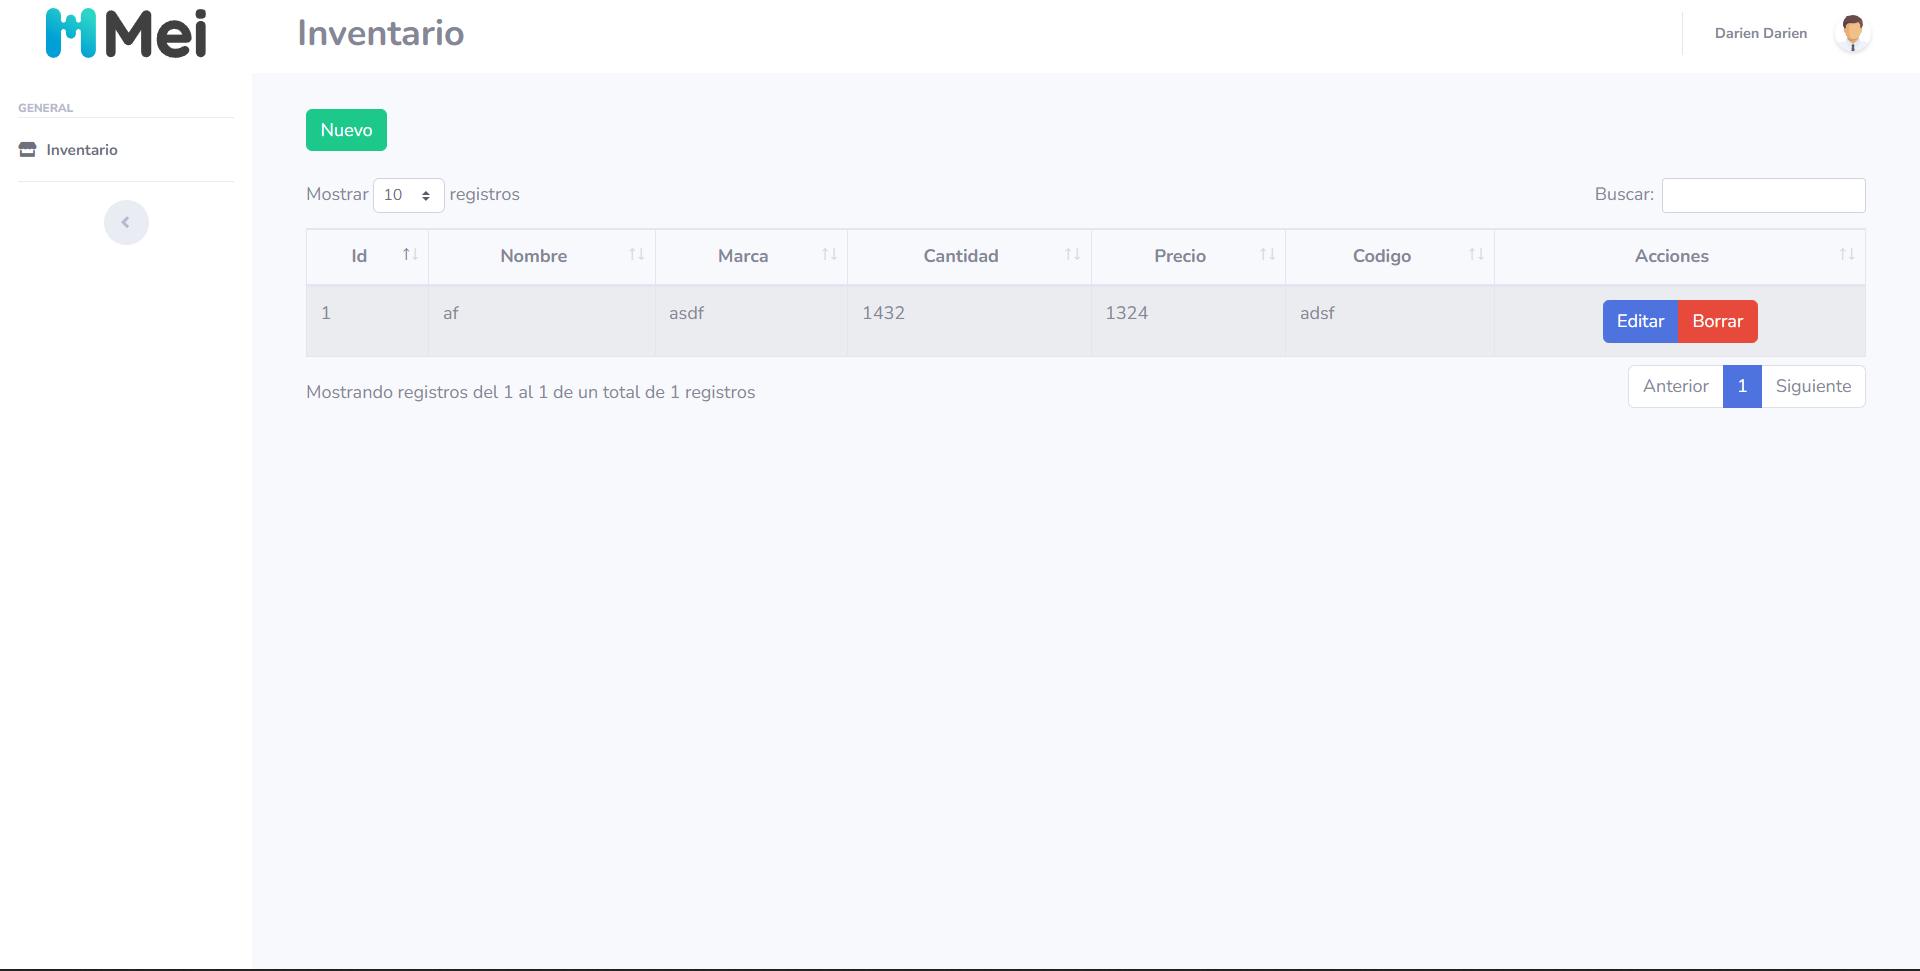 Mei
Inventario
Darien Darien
GENERAL
Inventario
Nuevo
Mostrar 10 registros
Buscar:
Id Nombre Marca Cantidad Precio Codigo Acciones
1 af asdf 1432 1324 adsf Editar Borrar
Mostrando registros del 1 al 1 de un total de 1 registros
Anterior 1 Siguiente